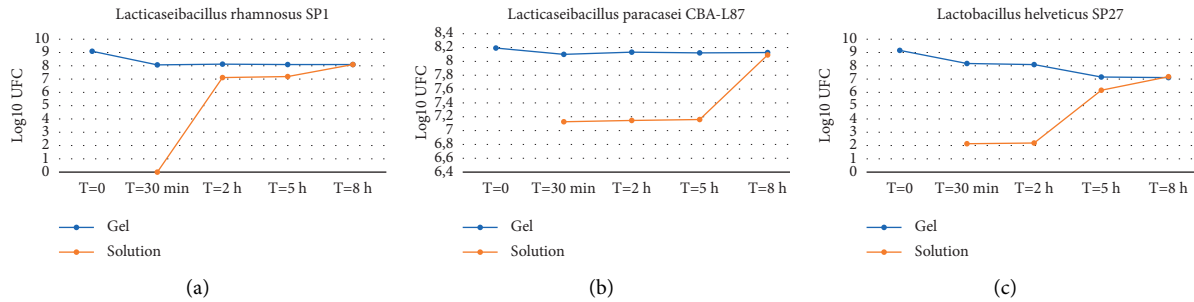 Lacticaseibacillus rhamnosus SP1
10
9
8
7
6
5
4
3
2
1
0
Log10 UFC
T=0 T=30 min T=2 h T=5 h T=8 h
Gel
Solution
(a)
Lacticaseibacillus paracasei CBA-L87
8,4
8,2
8
7,8
7,6
7,4
7,2
7
6,8
6,6
6,4
Log10 UFC
T=0 T=30 min T=2 h T=5 h T=8 h
Gel
Solution
(b)
Lactobacillus helveticus SP27
10
9
8
7
6
5
4
3
2
1
0
Log10 UFC
T=0 T=30 min T=2 h T=5 h T=8 h
Gel
Solution
(c)